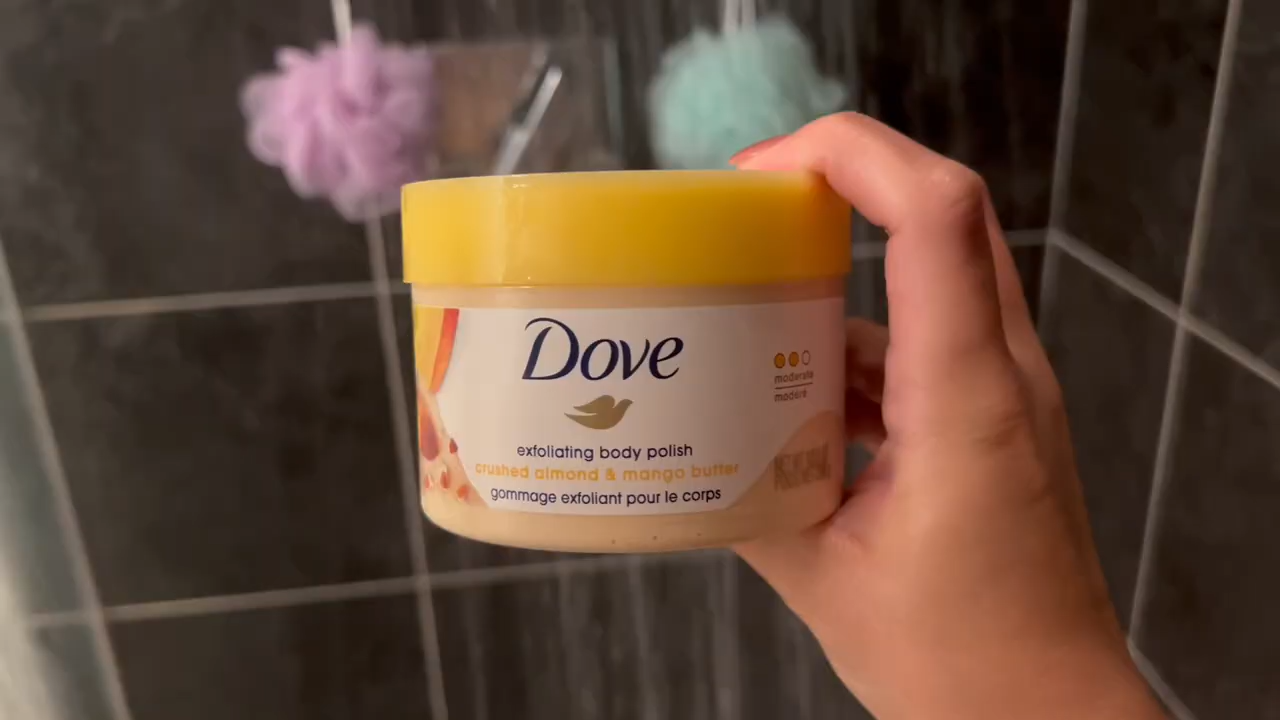 Dove
exfoliating body polish
crushed almond & mango butter
gommage exfoliant pour le corps
moderate
modéré